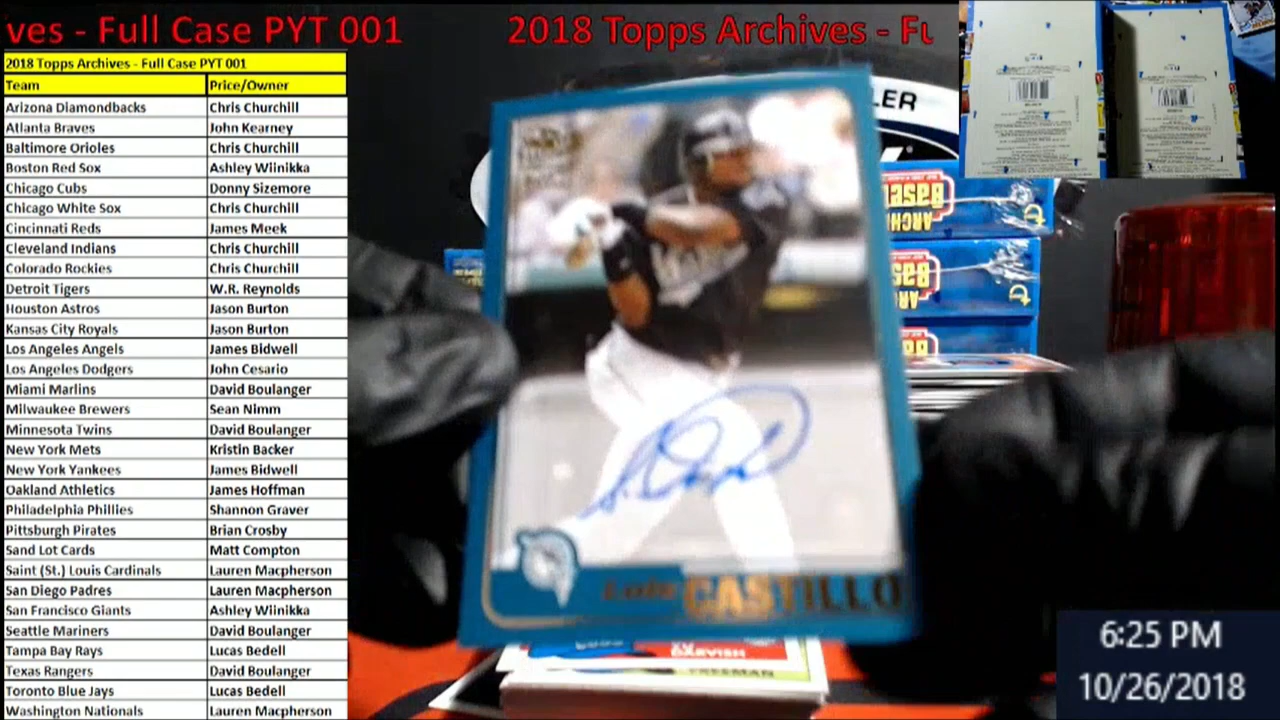 ves - Full Case PYT 001 2018 Topps Archives - Fu
2018 Topps Archives - Full Case PYT 001
Team Price/Owner
Arizona Diamondbacks Chris Churchill
Atlanta Braves John Kearney
Baltimore Orioles Chris Churchill
Boston Red Sox Ashley Wiinikka
Chicago Cubs Donny Sizemore
Chicago White Sox Chris Churchill
Cincinnati Reds James Meek
Cleveland Indians Chris Churchill
Colorado Rockies Chris Churchill
Detroit Tigers W.R. Reynolds
Houston Astros Jason Burton
Kansas City Royals Jason Burton
Los Angeles Angels James Bidwell
Los Angeles Dodgers John Cesario
Miami Marlins David Boulanger
Milwaukee Brewers Sean Nimm
Minnesota Twins David Boulanger
New York Mets Kristin Backer
New York Yankees James Bidwell
Oakland Athletics James Hoffman
Philadelphia Phillies Shannon Graver
Pittsburgh Pirates Brian Crosby
Sand Lot Cards Matt Compton
Saint (St.) Louis Cardinals Lauren Macpherson
San Diego Padres Lauren Macpherson
San Francisco Giants Ashley Wiinikka
Seattle Mariners David Boulanger
Tampa Bay Rays Lucas Bedell
Texas Rangers David Boulanger
Toronto Blue Jays Lucas Bedell
Washington Nationals Lauren Macpherson
LER
ARCH
Basel
Luis CASTILLO
DARVISH
FREEMAN
6:25 PM
10/26/2018